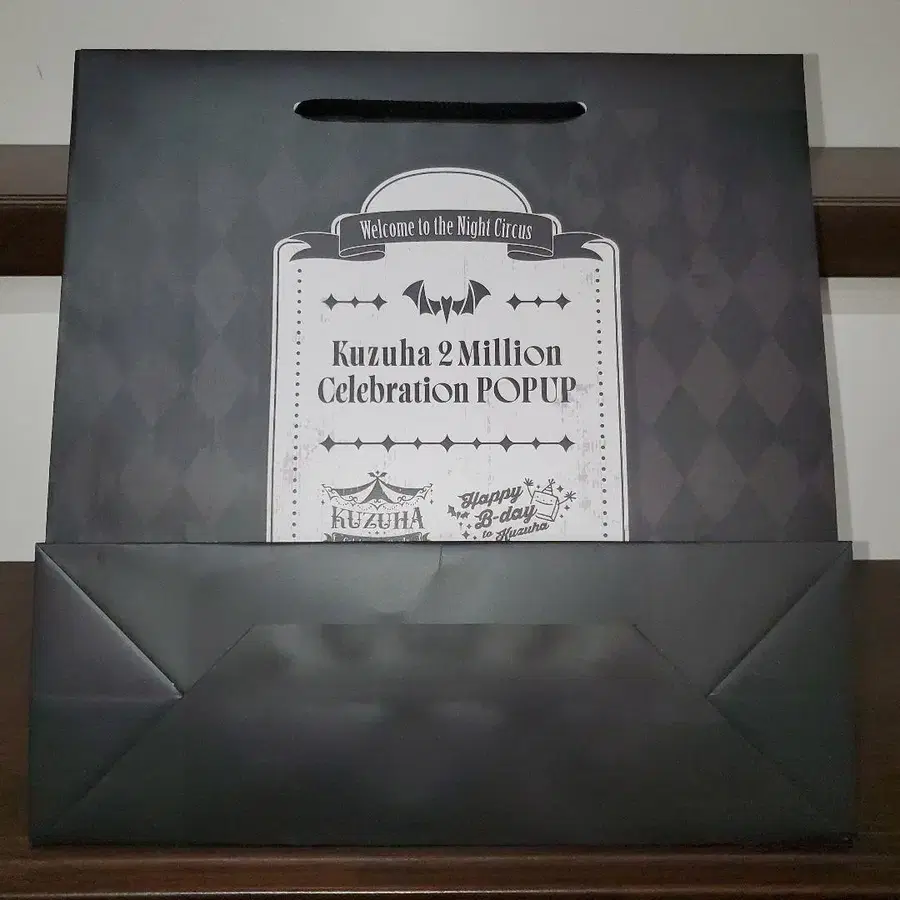 Welcome to the Night Circus
Kuzuha 2 Million
Celebration POPUP
KUZUHA
Happy
B-day
to Kuzuha